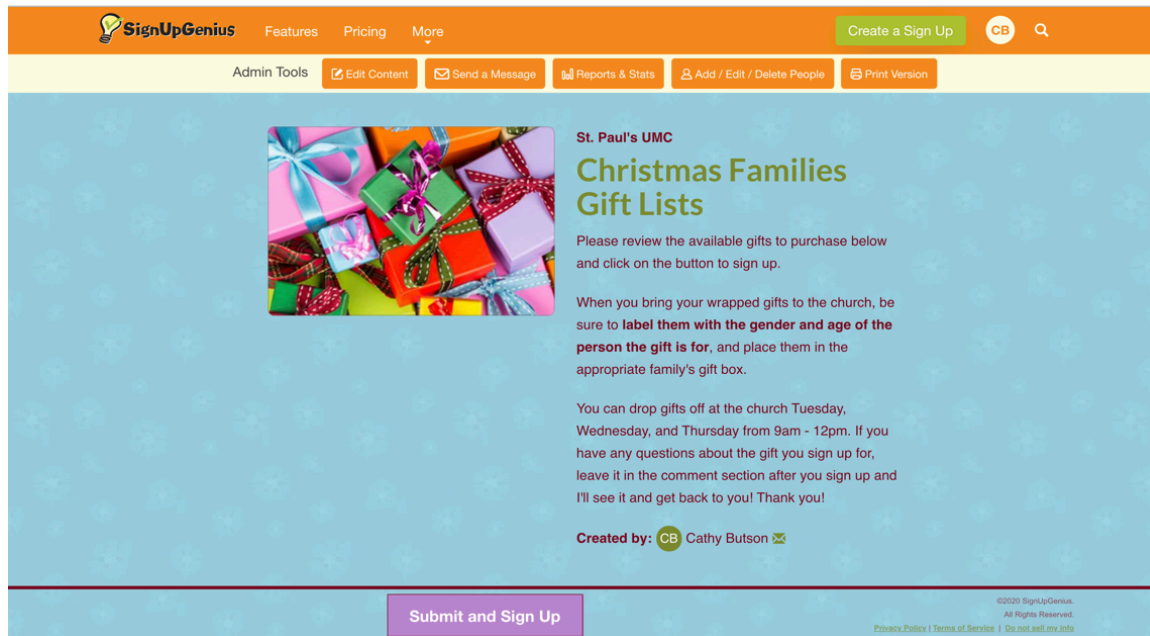 SignUpGenius Features Pricing More Create a Sign Up CB
Admin Tools Edit Content Send a Message Reports & Stats Add / Edit / Delete People Print Version
St. Paul's UMC
Christmas Families
Gift Lists
Please review the available gifts to purchase below
and click on the button to sign up.
When you bring your wrapped gifts to the church, be
sure to label them with the gender and age of the
person the gift is for, and place them in the
appropriate family's gift box.
You can drop gifts off at the church Tuesday,
Wednesday, and Thursday from 9am - 12pm. If you
have any questions about the gift you sign up for,
leave it in the comment section after you sign up and
I'll see it and get back to you! Thank you!
Created by: CB Cathy Butson
Submit and Sign Up
©2020 SignUpGenius.
All Rights Reserved.
Privacy Policy | Terms of Service | Do not sell my info